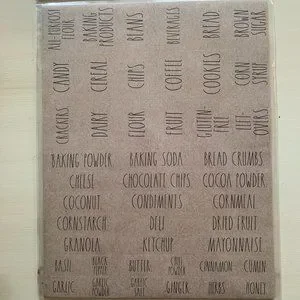 ALL-PURPOSE FLOUR
BAKING PRODUCTS
BEANS
BEVERAGES
BREAD
BROWN SUGAR
CANDY
CEREAL
CHIPS
COFFEE
COOKIES
CORN SYRUP
CRACKERS
DAIRY
FLOUR
FRUIT
GLUTEN-FREE
LEFT-OVERS
BAKING POWDER BAKING SODA BREAD CRUMBS
CHEESE CHOCOLATE CHIPS COCOA POWDER
COCONUT CONDIMENTS CORNMEAL
CORNSTARCH DELI DRIED FRUIT
GRANOLA KETCHUP MAYONNAISE
BASIL BLACK PEPPER BUTTER CHILI POWDER CINNAMON CUMIN
GARLIC GARLIC POWDER GARLIC SALT GINGER HERBS HONEY